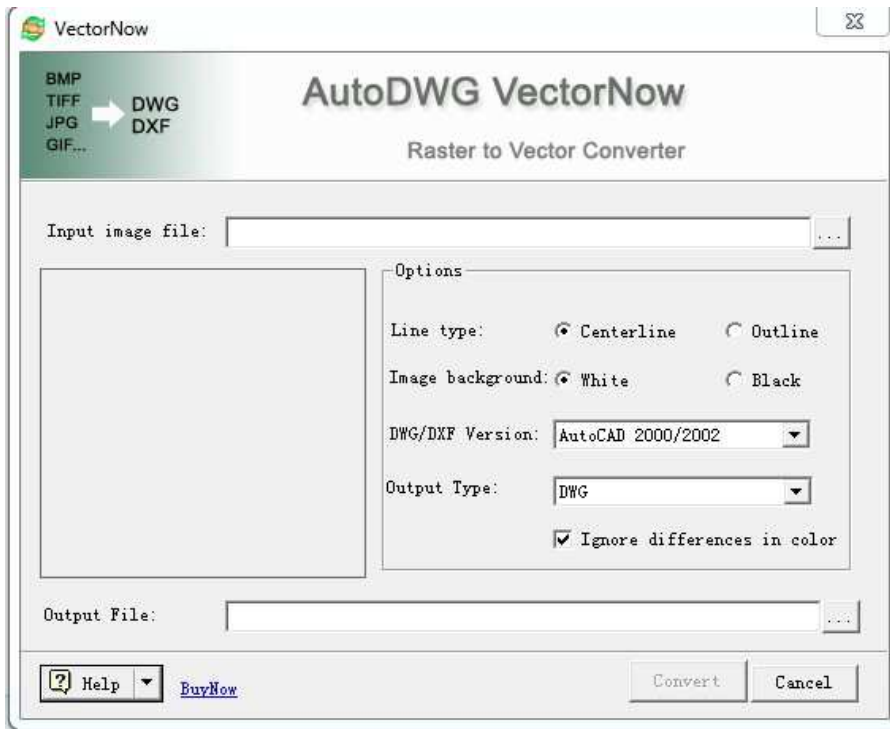 VectorNow
BMP
TIFF
JPG
GIF...
DWG
DXF
AutoDWG VectorNow
Raster to Vector Converter
Input image file:
...
Options
Line type: Centerline Outline
Image background: White Black
DWG/DXF Version: AutoCAD 2000/2002
Output Type: DWG
Ignore differences in color
Output File:
...
Help BuyNow Convert Cancel